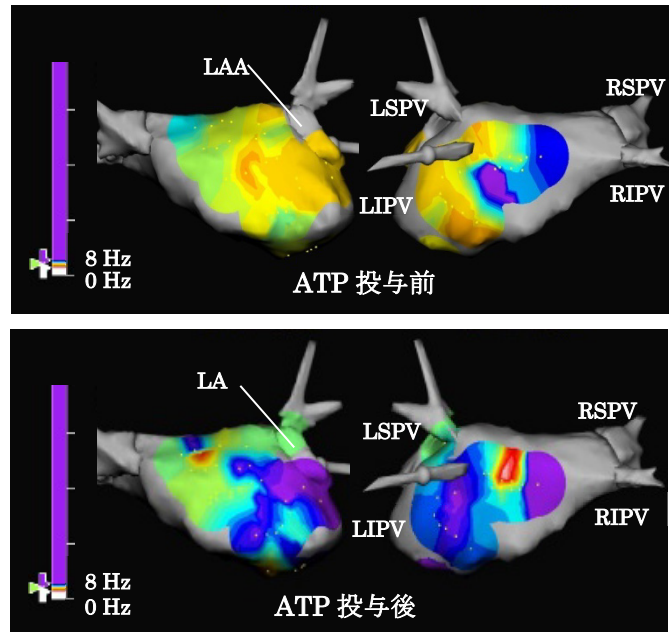 LAA
LSPV
RSPV
LIPV
RIPV
8 Hz
0 Hz
ATP 投与前
LA
LSPV
RSPV
LIPV
RIPV
8 Hz
0 Hz
ATP 投与後